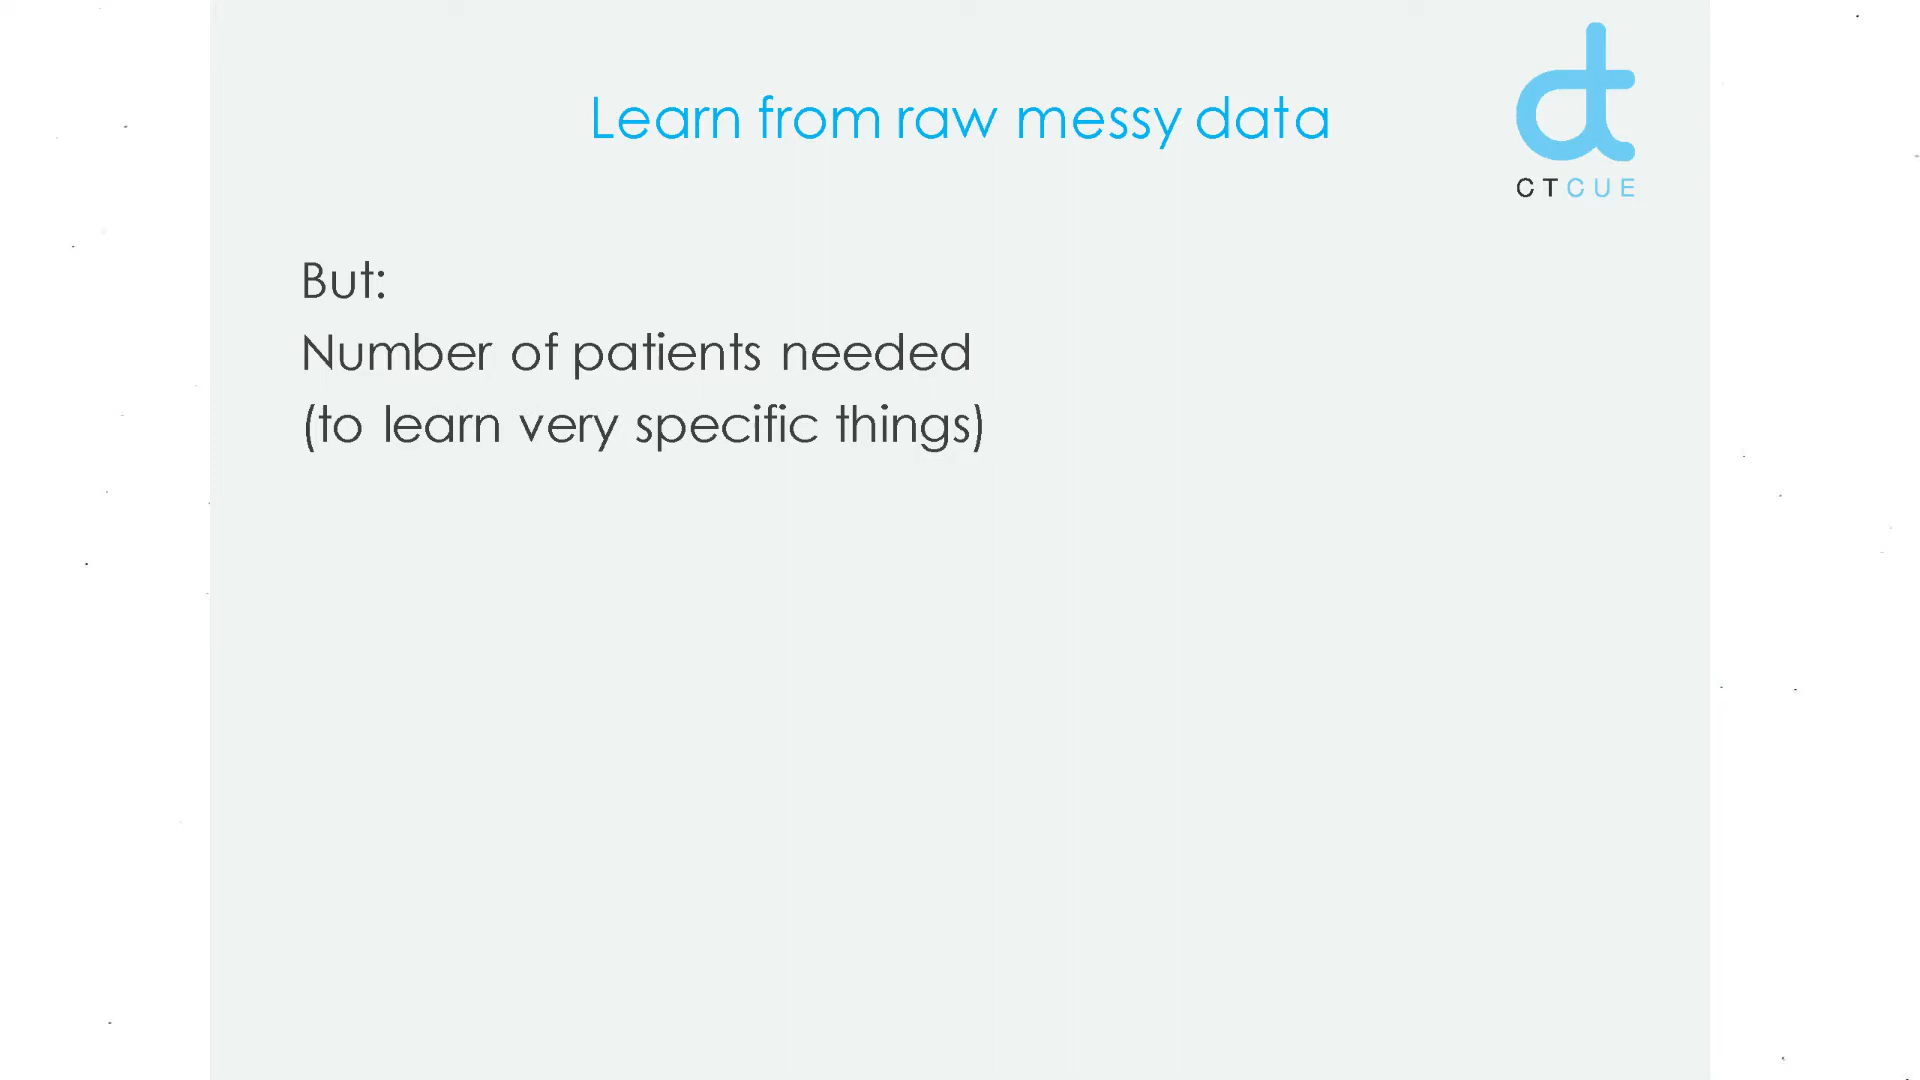 Learn from raw messy data
CTCUE
But:
Number of patients needed
(to learn very specific things)